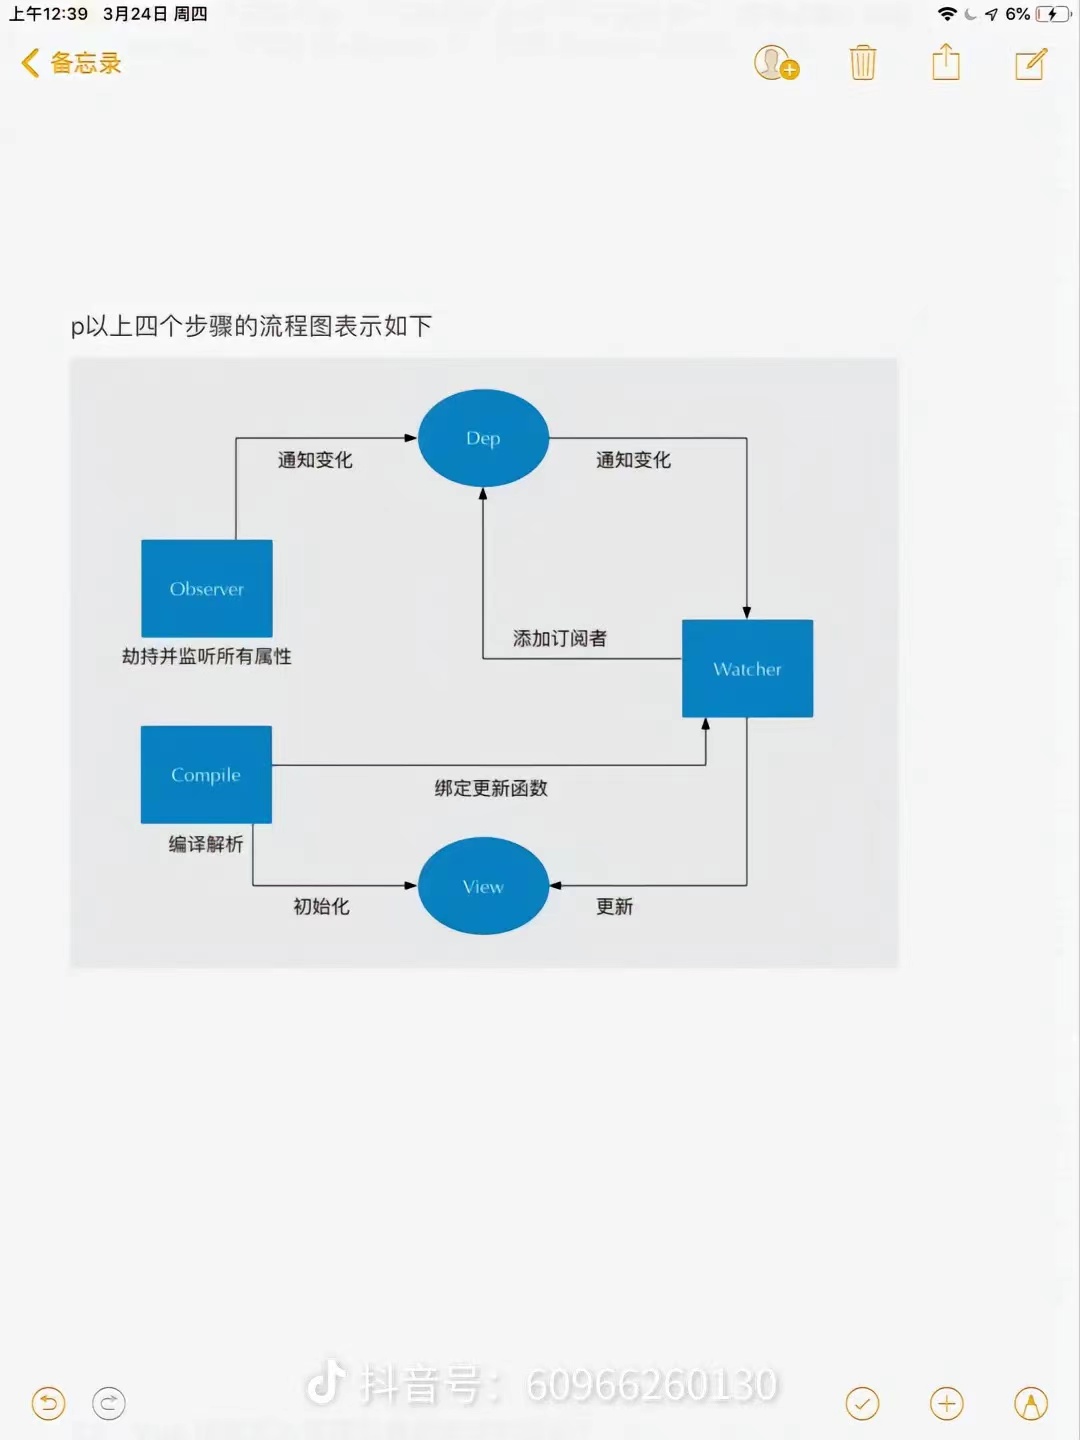 上午12:39 3月24日 周四
6%
备忘录
p以上四个步骤的流程图表示如下
Dep
通知变化
通知变化
Observer
劫持并监听所有属性
添加订阅者
Watcher
Compile
绑定更新函数
编译解析
View
初始化
更新
抖音号：60966260130